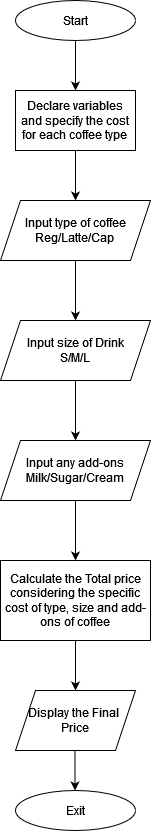 Start
Declare variables
and specify the cost
for each coffee type
Input type of coffee
Reg/Latte/Cap
Input size of Drink
S/M/L
Input any add-ons
Milk/Sugar/Cream
Calculate the Total price
considering the specific
cost of type, size and add-
ons of coffee
Display the Final
Price
Exit